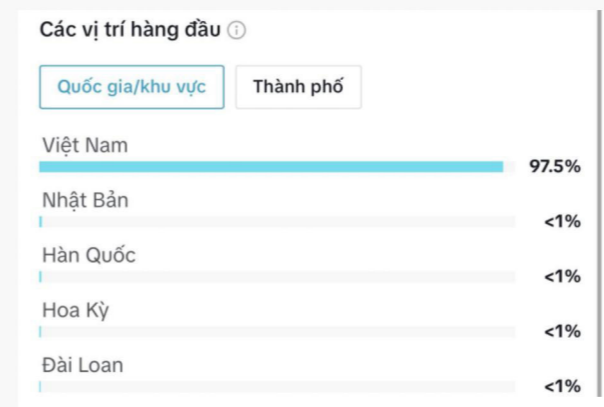 Các vị trí hàng đầu
Quốc gia/khu vực
Thành phố
Việt Nam
97.5%
Nhật Bản
<1%
Hàn Quốc
<1%
Hoa Kỳ
<1%
Đài Loan
<1%